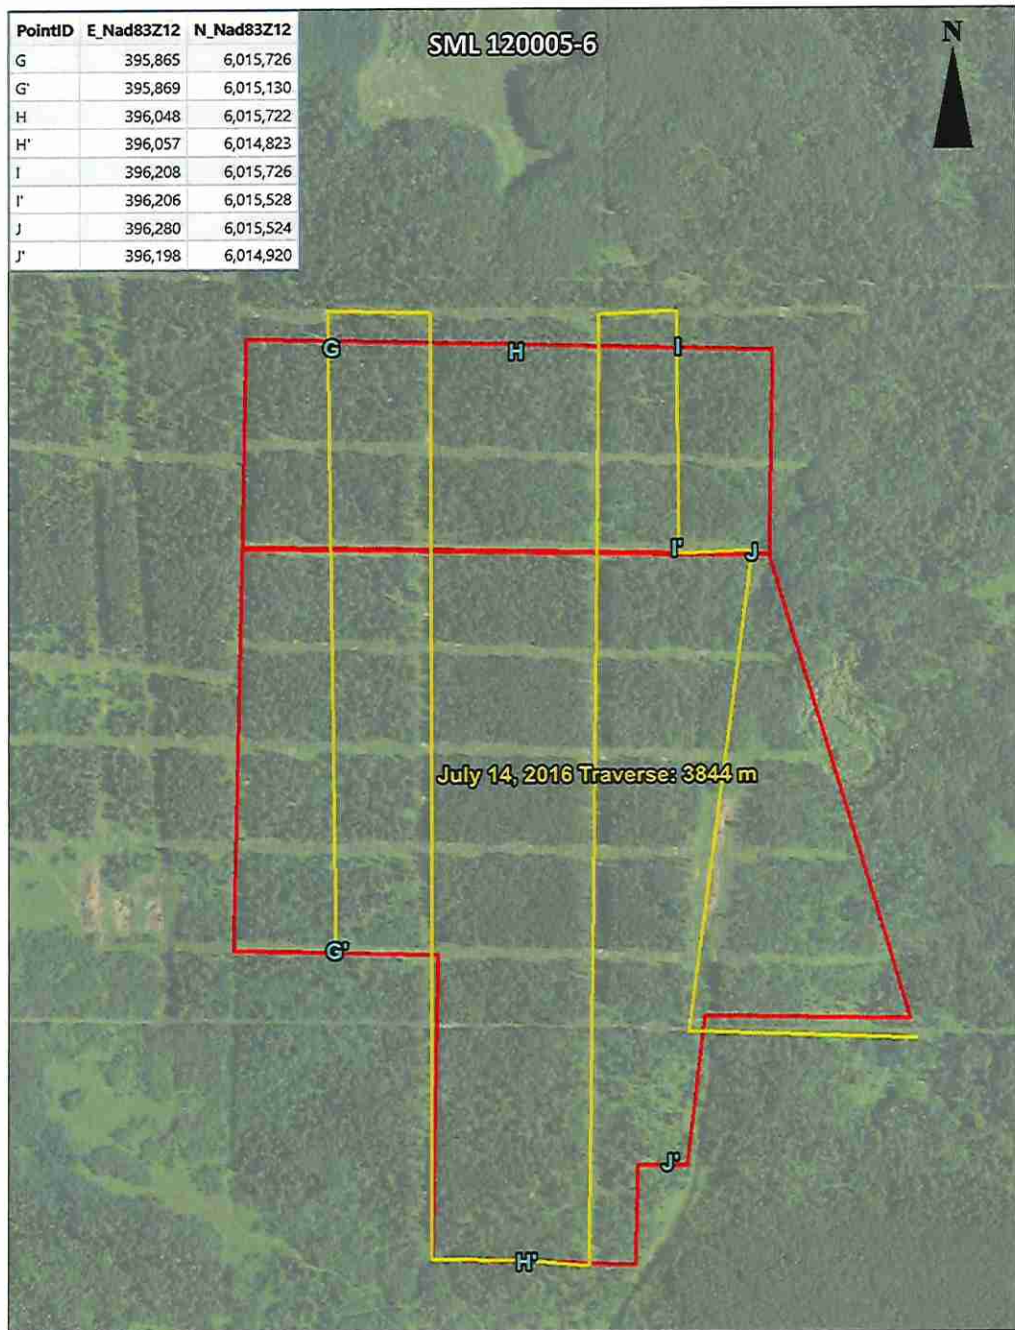 PointID E_Nad83Z12 N_Nad83Z12
G 395,865 6,015,726
G' 395,869 6,015,130
H 396,048 6,015,722
H' 396,057 6,014,823
I 396,208 6,015,726
I' 396,206 6,015,528
J 396,280 6,015,524
J' 396,198 6,014,920
SML 120005-6
N
G H I
I' J
July 14, 2016 Traverse: 3844 m
G'
J'
H'